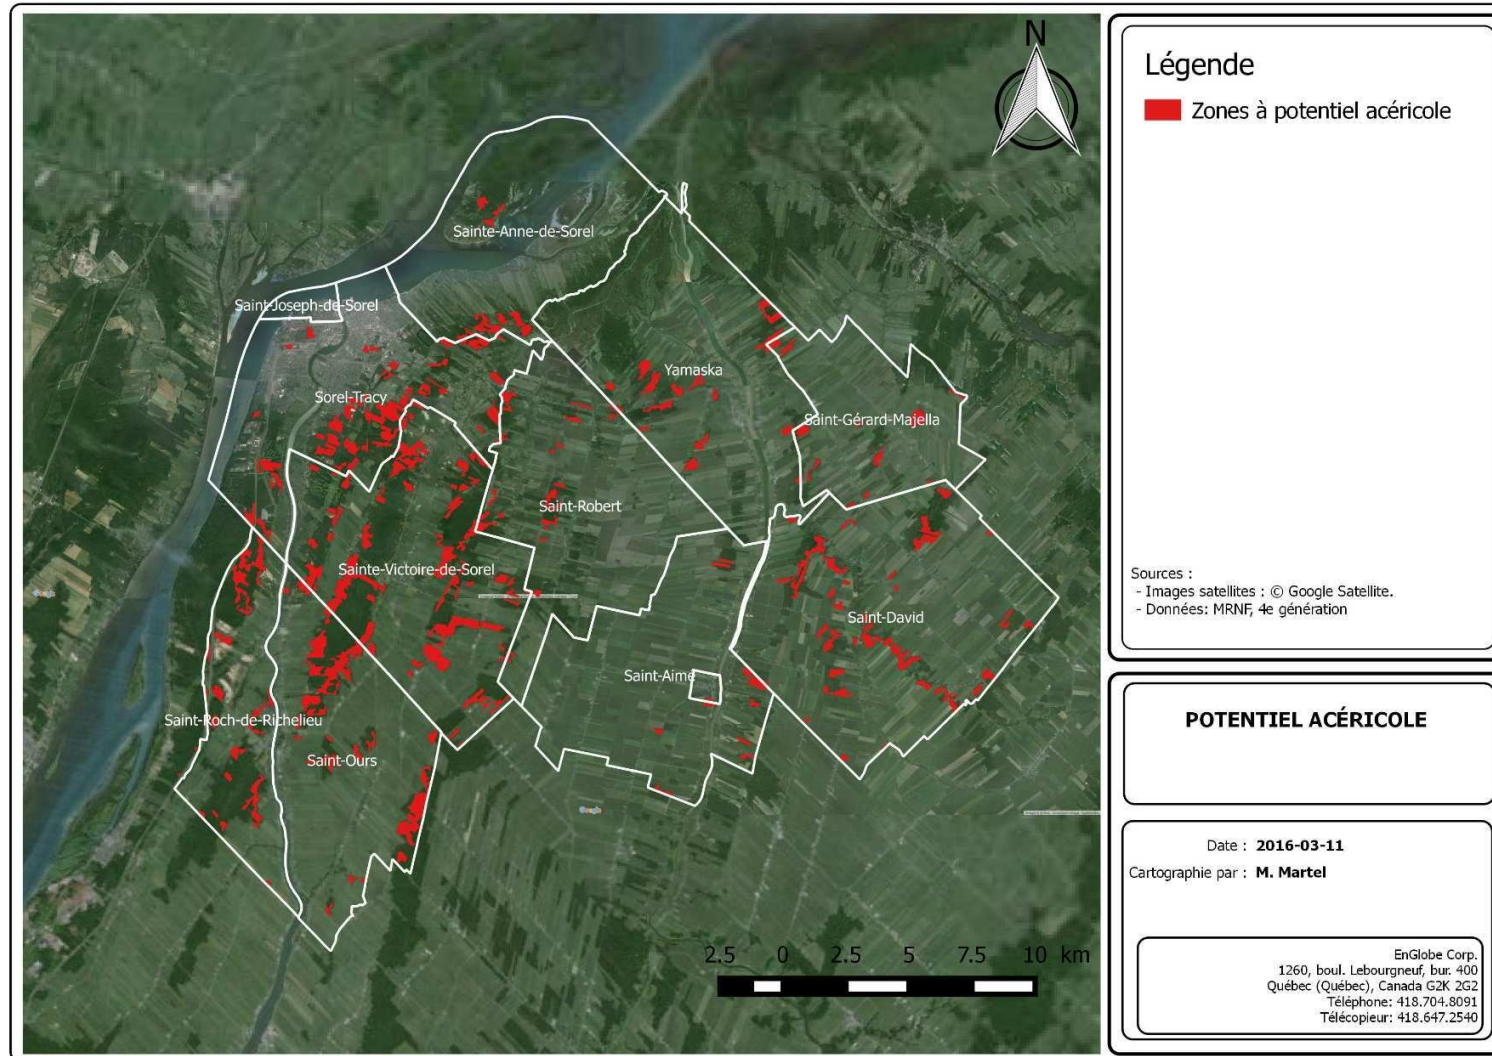 N
Sainte-Anne-de-Sorel
Saint-Joseph-de-Sorel
Yamaska
Sorel-Tracy
Saint-Gérard-Majella
Saint-Robert
Sainte-Victoire-de-Sorel
Saint-David
Saint-Aimé
Saint-Roch-de-Richelieu
Saint-Ours
2.5 0 2.5 5 7.5 10 km
Légende
Zones à potentiel acéricole
Sources :
- Images satellites : © Google Satellite.
- Données: MRNF, 4e génération
POTENTIEL ACÉRICOLE
Date : 2016-03-11
Cartographie par : M. Martel
EnGlobe Corp.
1260, boul. Lebourgneuf, bur. 400
Québec (Québec), Canada G2K 2G2
Téléphone: 418.704.8091
Télécopieur: 418.647.2540